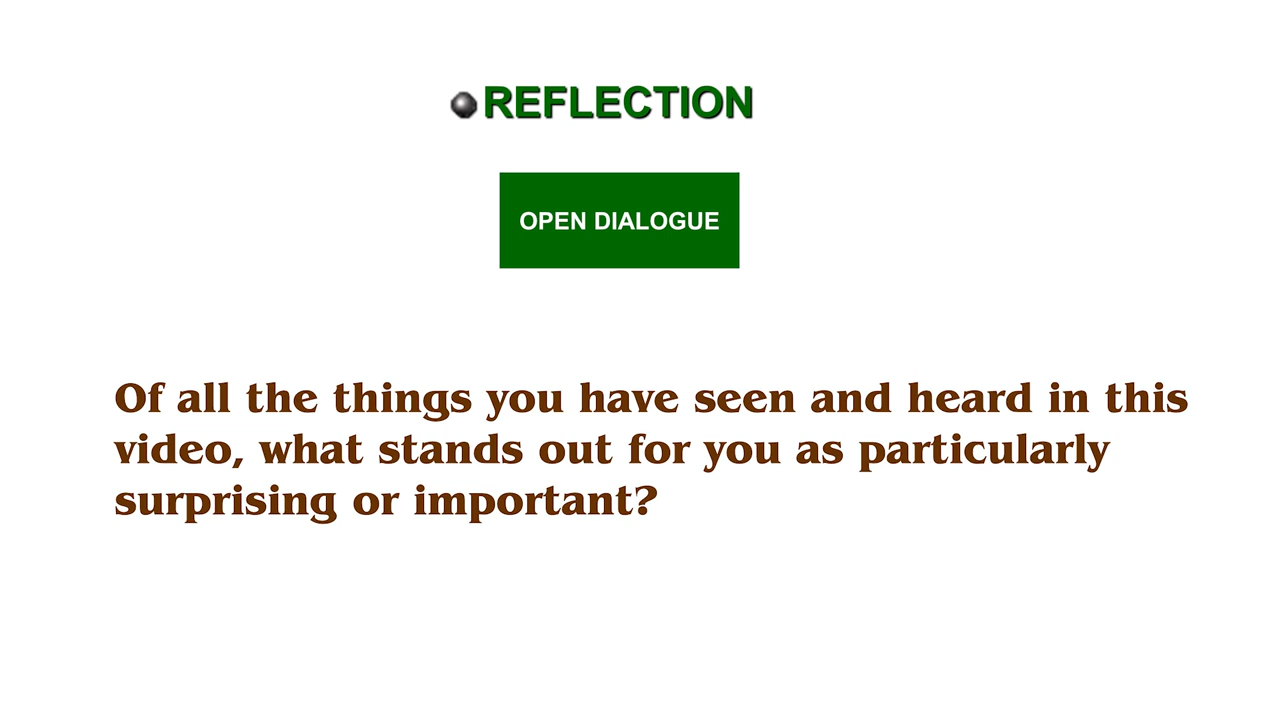 REFLECTION
OPEN DIALOGUE
Of all the things you have seen and heard in this
video, what stands out for you as particularly
surprising or important?